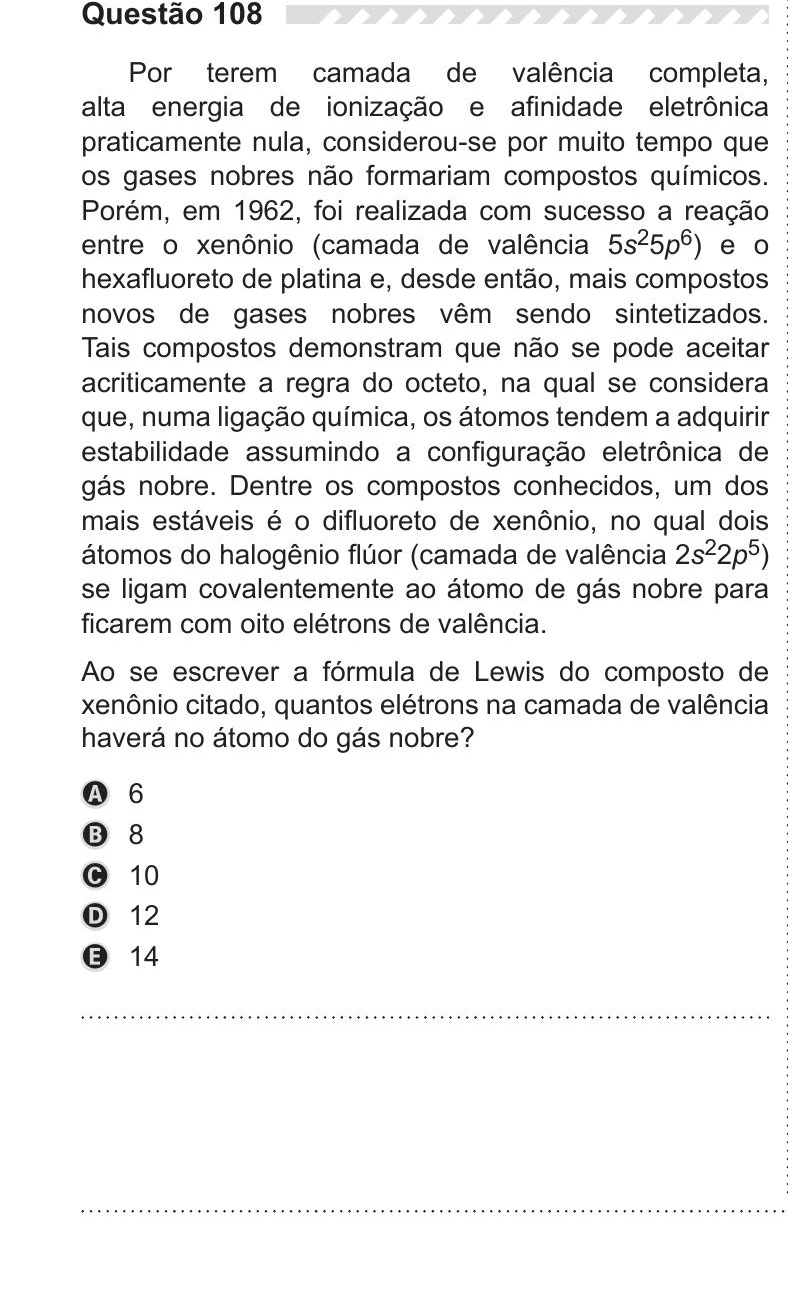 Questão 108
Por terem camada de valência completa,
alta energia de ionização e afinidade eletrônica
praticamente nula, considerou-se por muito tempo que
os gases nobres não formariam compostos químicos.
Porém, em 1962, foi realizada com sucesso a reação
entre o xenônio (camada de valência 5s²5p⁶) e o
hexafluoreto de platina e, desde então, mais compostos
novos de gases nobres vêm sendo sintetizados.
Tais compostos demonstram que não se pode aceitar
acriticamente a regra do octeto, na qual se considera
que, numa ligação química, os átomos tendem a adquirir
estabilidade assumindo a configuração eletrônica de
gás nobre. Dentre os compostos conhecidos, um dos
mais estáveis é o difluoreto de xenônio, no qual dois
átomos do halogênio flúor (camada de valência 2s²2p⁵)
se ligam covalentemente ao átomo de gás nobre para
ficarem com oito elétrons de valência.
Ao se escrever a fórmula de Lewis do composto de
xenônio citado, quantos elétrons na camada de valência
haverá no átomo do gás nobre?
A 6
B 8
C 10
D 12
E 14